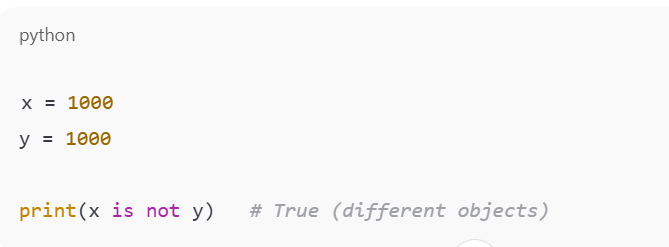 python
x = 1000
y = 1000
print(x is not y)   # True (different objects)